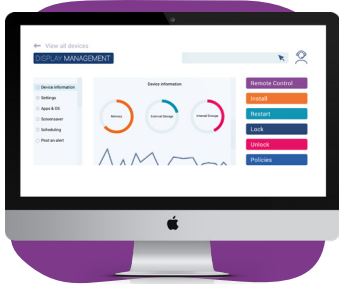 ← View all devices
DISPLAY MANAGEMENT
Device information
Settings
Apps & OS
Screensaver
Scheduling
Post an alert
Device information
Memory
External Storage
Internal Storage
Remote Control
Install
Restart
Lock
Unlock
Policies